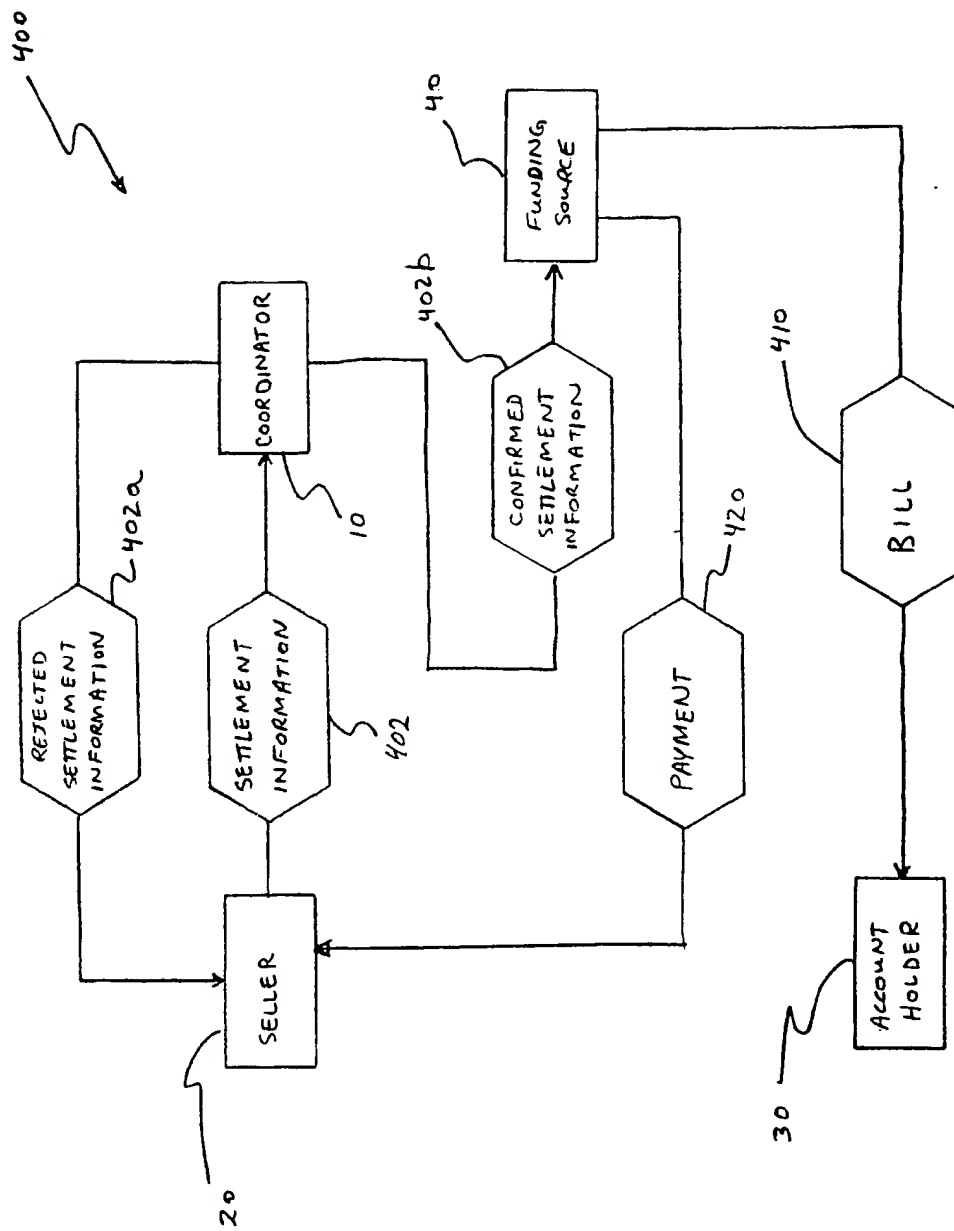 400
REJECTED
SETTLEMENT
INFORMATION
402a
SETTLEMENT
INFORMATION
402
COORDINATOR
10
SELLER
20
CONFIRMED
SETTLEMENT
INFORMATION
402b
FUNDING
SOURCE
40
PAYMENT
420
BILL
410
ACCOUNT
HOLDER
30